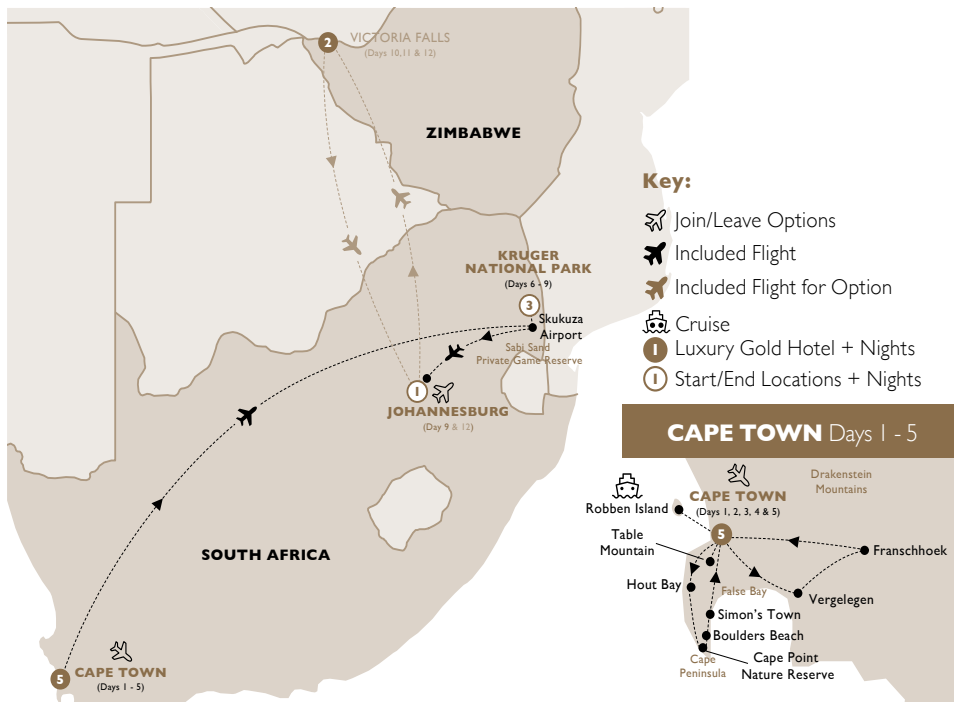 2
VICTORIA FALLS
(Days 10,11 & 12)
ZIMBABWE
KRUGER
NATIONAL PARK
(Days 6 - 9)
3
Skukuza
Airport
Sabi Sand
Private Game Reserve
1
JOHANNESBURG
(Day 9 & 12)
SOUTH AFRICA
5
CAPE TOWN
(Days 1 - 5)
Key:
Join/Leave Options
Included Flight
Included Flight for Option
Cruise
1 Luxury Gold Hotel + Nights
1 Start/End Locations + Nights
CAPE TOWN Days 1 - 5
Drakenstein
Mountains
CAPE TOWN
(Days 1, 2, 3, 4 & 5)
Robben Island
5
Table
Mountain
Franschhoek
Hout Bay
False Bay
Vergelegen
Simon's Town
Boulders Beach
Cape
Peninsula
Cape Point
Nature Reserve